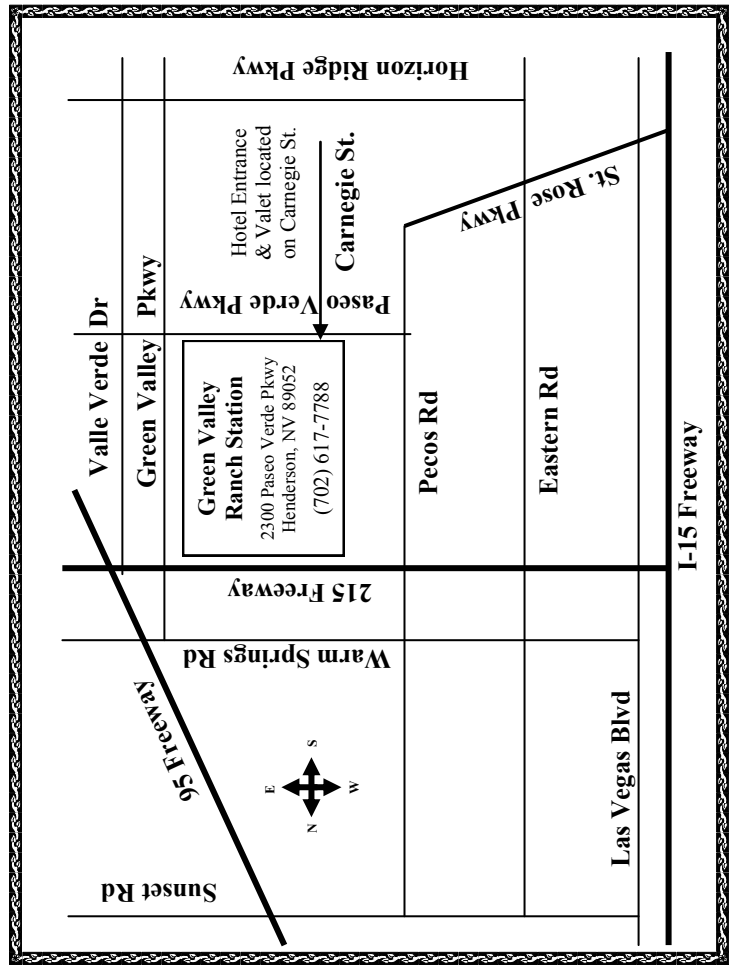 Horizon Ridge Pkwy
Hotel Entrance
& Valet located
on Carnegie St.
Carnegie St.
St. Rose Pkwy
Paseo Verde Pkwy
Valle Verde Dr
Green Valley Pkwy
Green Valley
Ranch Station
2300 Paseo Verde Pkwy
Henderson, NV 89052
(702) 617-7788
Pecos Rd
Eastern Rd
I-15 Freeway
215 Freeway
Warm Springs Rd
95 Freeway
E
N
S
W
Las Vegas Blvd
Sunset Rd